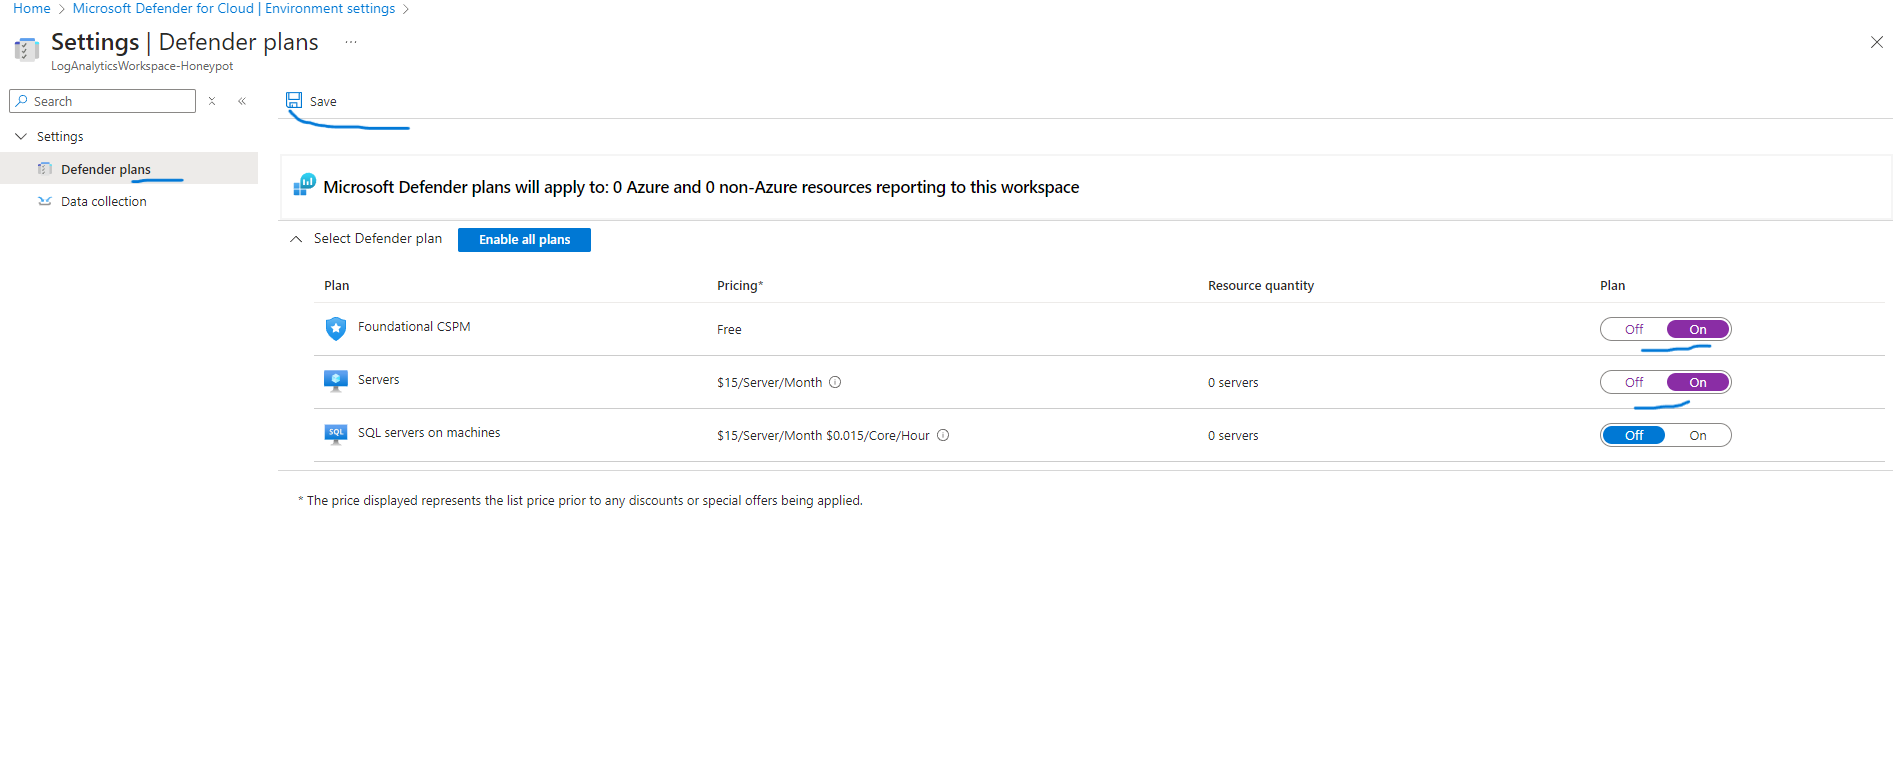 Home > Microsoft Defender for Cloud | Environment settings >
Settings | Defender plans ...
LogAnalyticsWorkspace-Honeypot
Search
Save
Settings
Defender plans
Data collection
Microsoft Defender plans will apply to: 0 Azure and 0 non-Azure resources reporting to this workspace
Select Defender plan Enable all plans
Plan Pricing* Resource quantity Plan
Foundational CSPM Free Off On
Servers $15/Server/Month 0 servers Off On
SQL SQL servers on machines $15/Server/Month $0.015/Core/Hour 0 servers Off On
* The price displayed represents the list price prior to any discounts or special offers being applied.